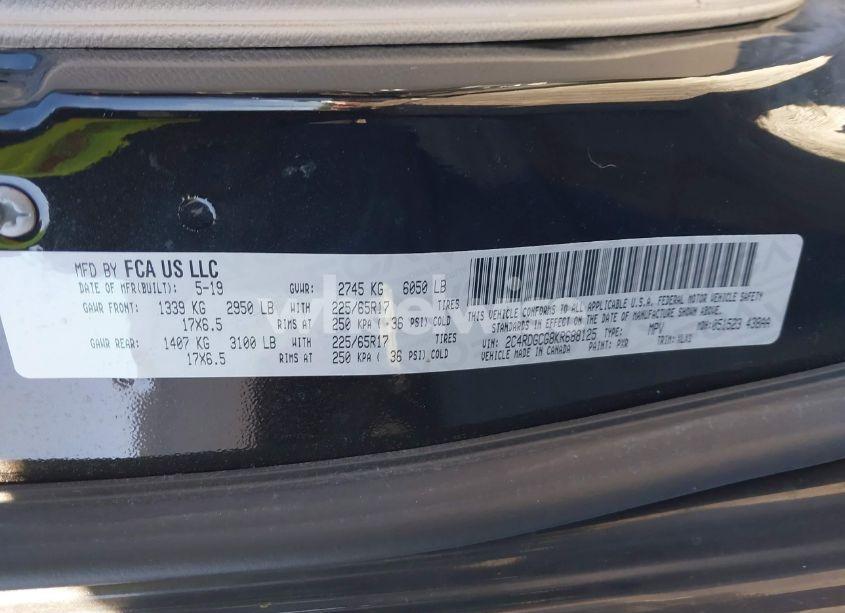 MFD BY FCA US LLC
DATE OF MFR(BUILT): 5-19 GVWR: 2745 KG 6050 LB
GAWR FRONT: 1339 KG 2950 LB WITH 225/65R17 TIRES
17X6.5 RIMS AT 250 KPA ( 36 PSI) COLD
GAWR REAR: 1407 KG 3100 LB WITH 225/65R17 TIRES
17X6.5 RIMS AT 250 KPA ( 36 PSI) COLD
THIS VEHICLE CONFORMS TO ALL APPLICABLE U.S.A. FEDERAL MOTOR VEHICLE SAFETY
STANDARDS IN EFFECT ON THE DATE OF MANUFACTURE SHOWN ABOVE.
VIN: 2C4RDGCG8KR688125 TYPE: MPV MDH: 051523 438AA
VEHICLE MADE IN CANADA PAINT: PXR TRIM: